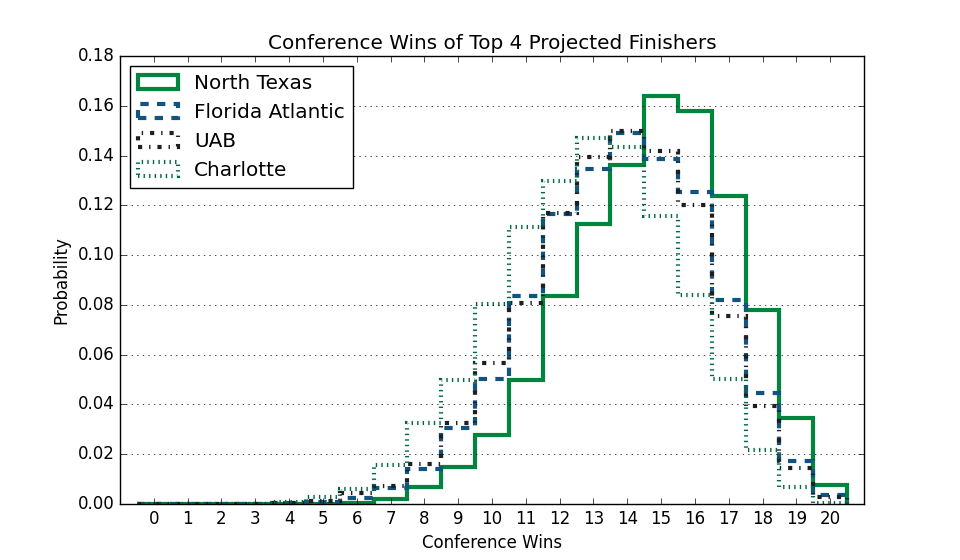 Conference Wins of Top 4 Projected Finishers
North Texas
Florida Atlantic
UAB
Charlotte
Probability
0.18
0.16
0.14
0.12
0.10
0.08
0.06
0.04
0.02
0.00
0 1 2 3 4 5 6 7 8 9 10 11 12 13 14 15 16 17 18 19 20
Conference Wins